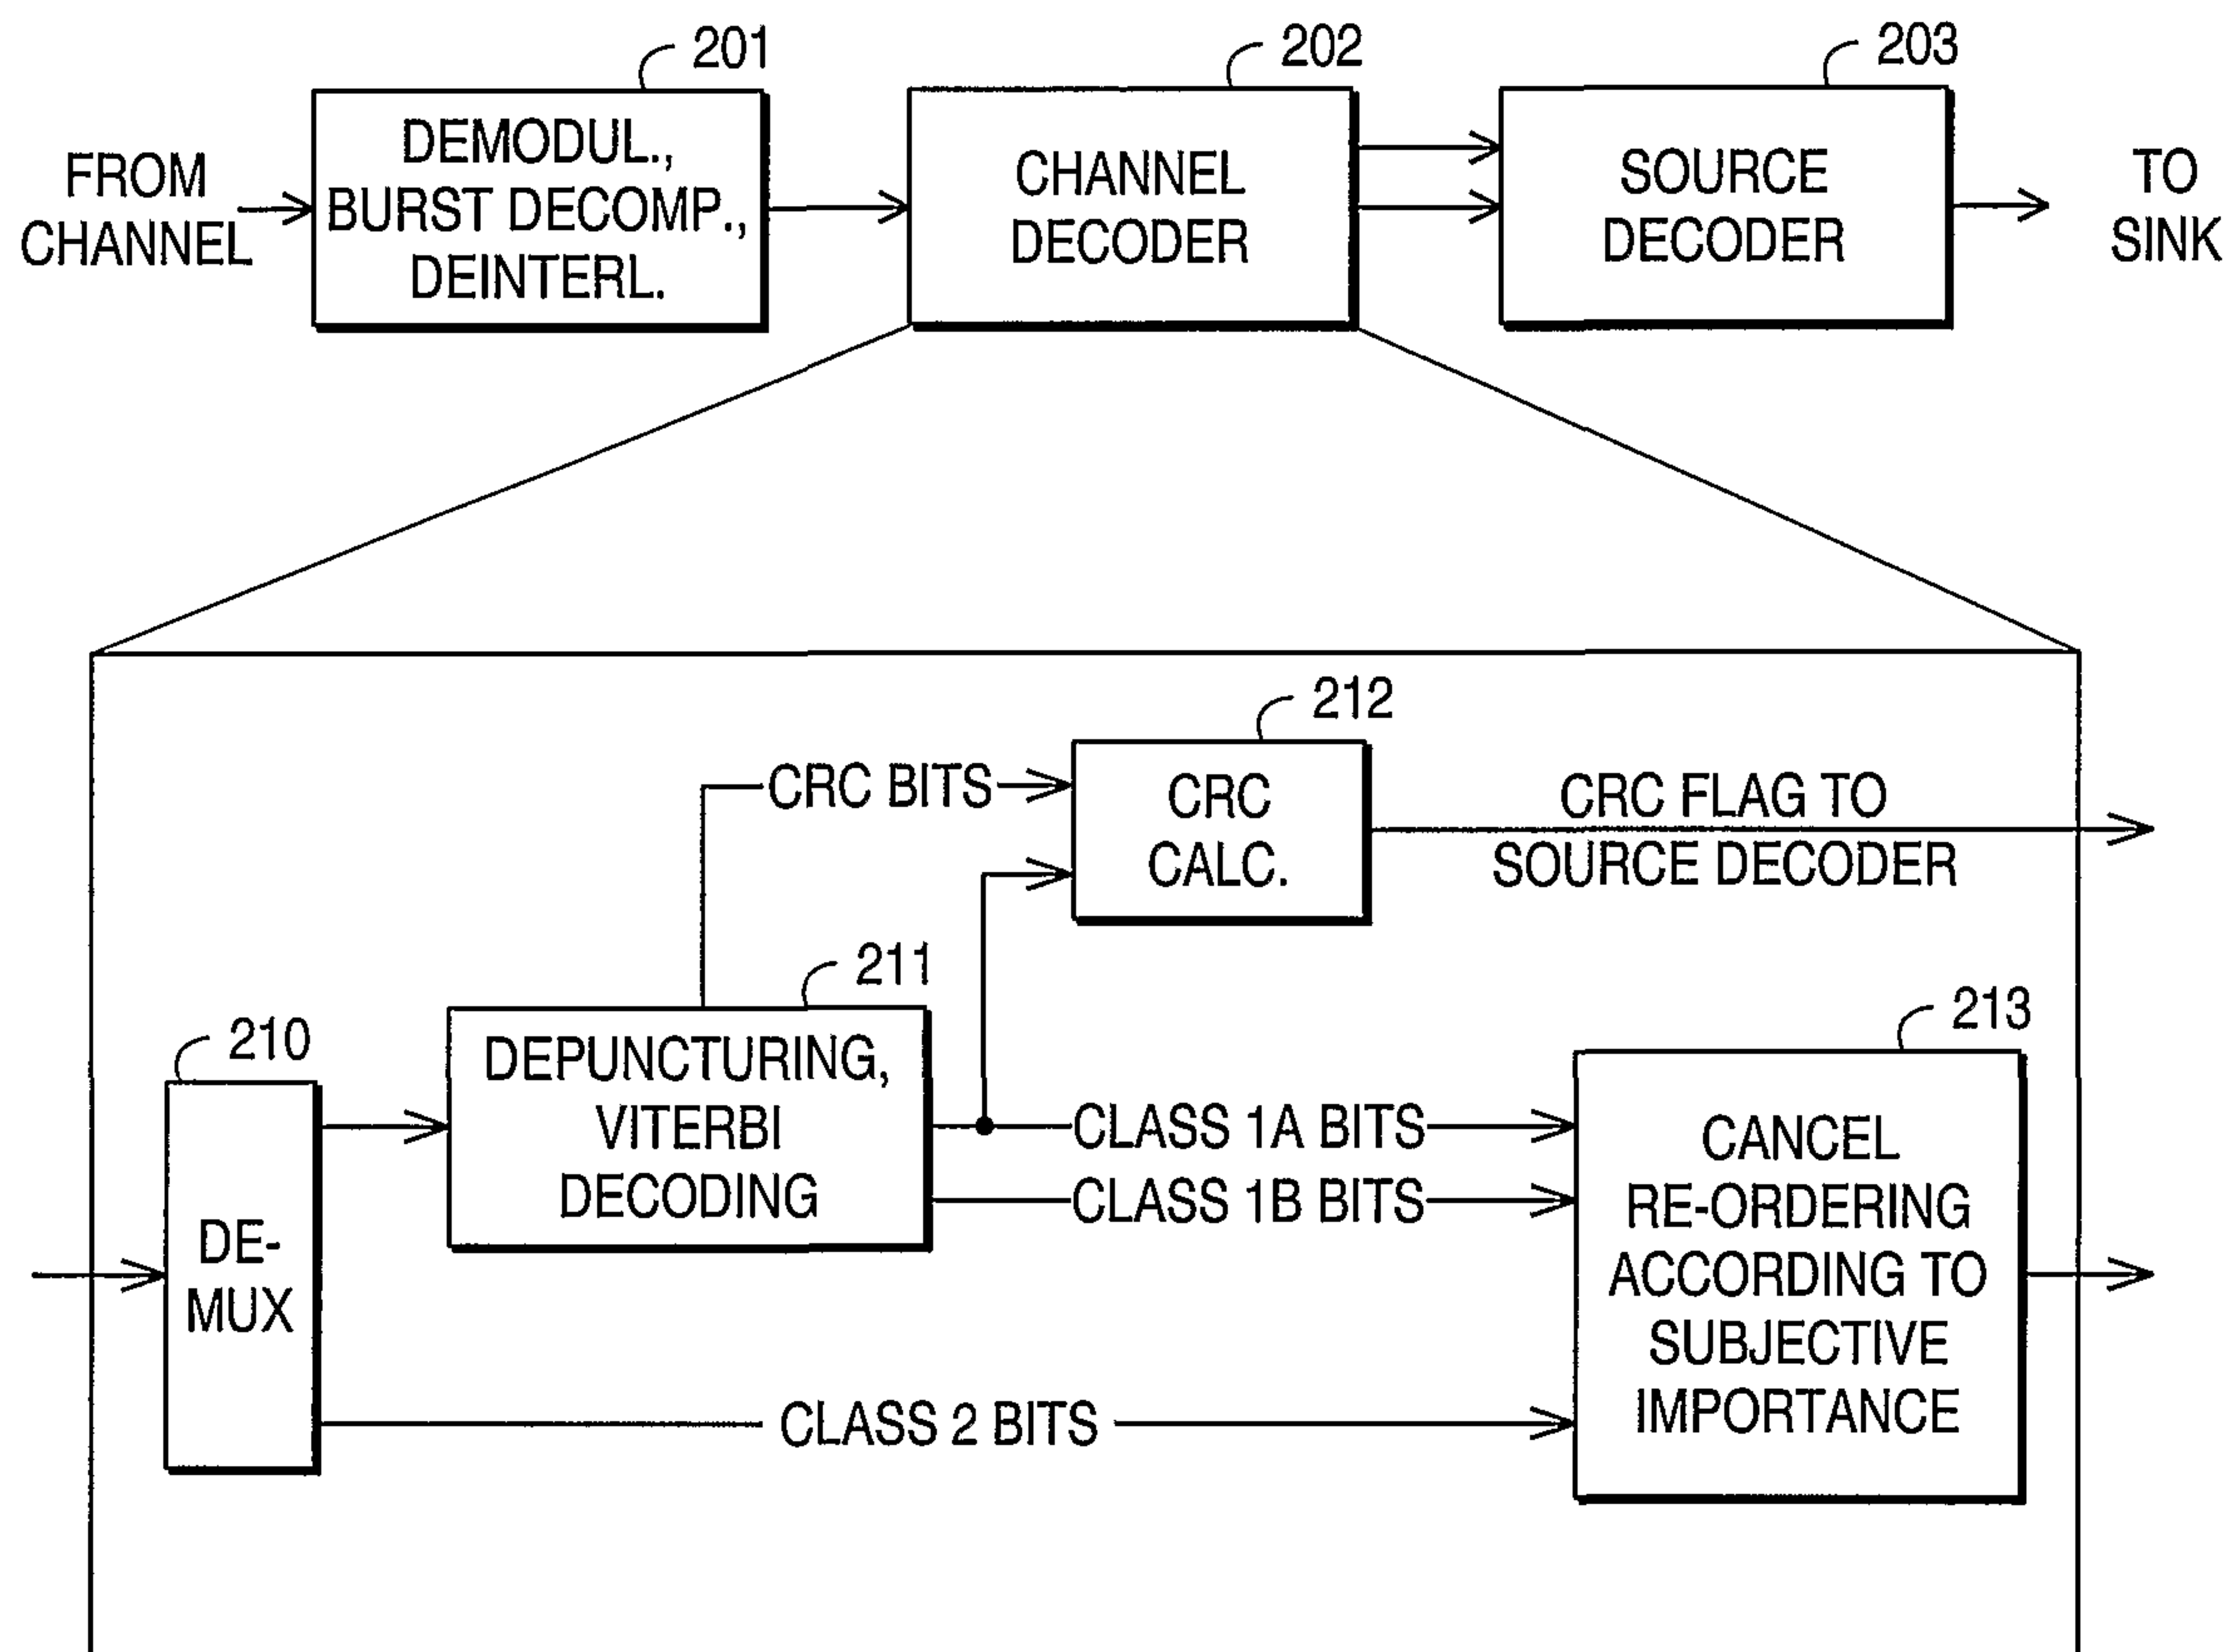 201
202
203
FROM
CHANNEL
DEMODUL.,
BURST DECOMP.,
DEINTERL.
CHANNEL
DECODER
SOURCE
DECODER
TO
SINK
212
CRC BITS
CRC
CALC.
CRC FLAG TO
SOURCE DECODER
211
210
213
DEPUNCTURING,
VITERBI
DECODING
DE-
MUX
CLASS 1A BITS
CLASS 1B BITS
CLASS 2 BITS
CANCEL
RE-ORDERING
ACCORDING TO
SUBJECTIVE
IMPORTANCE